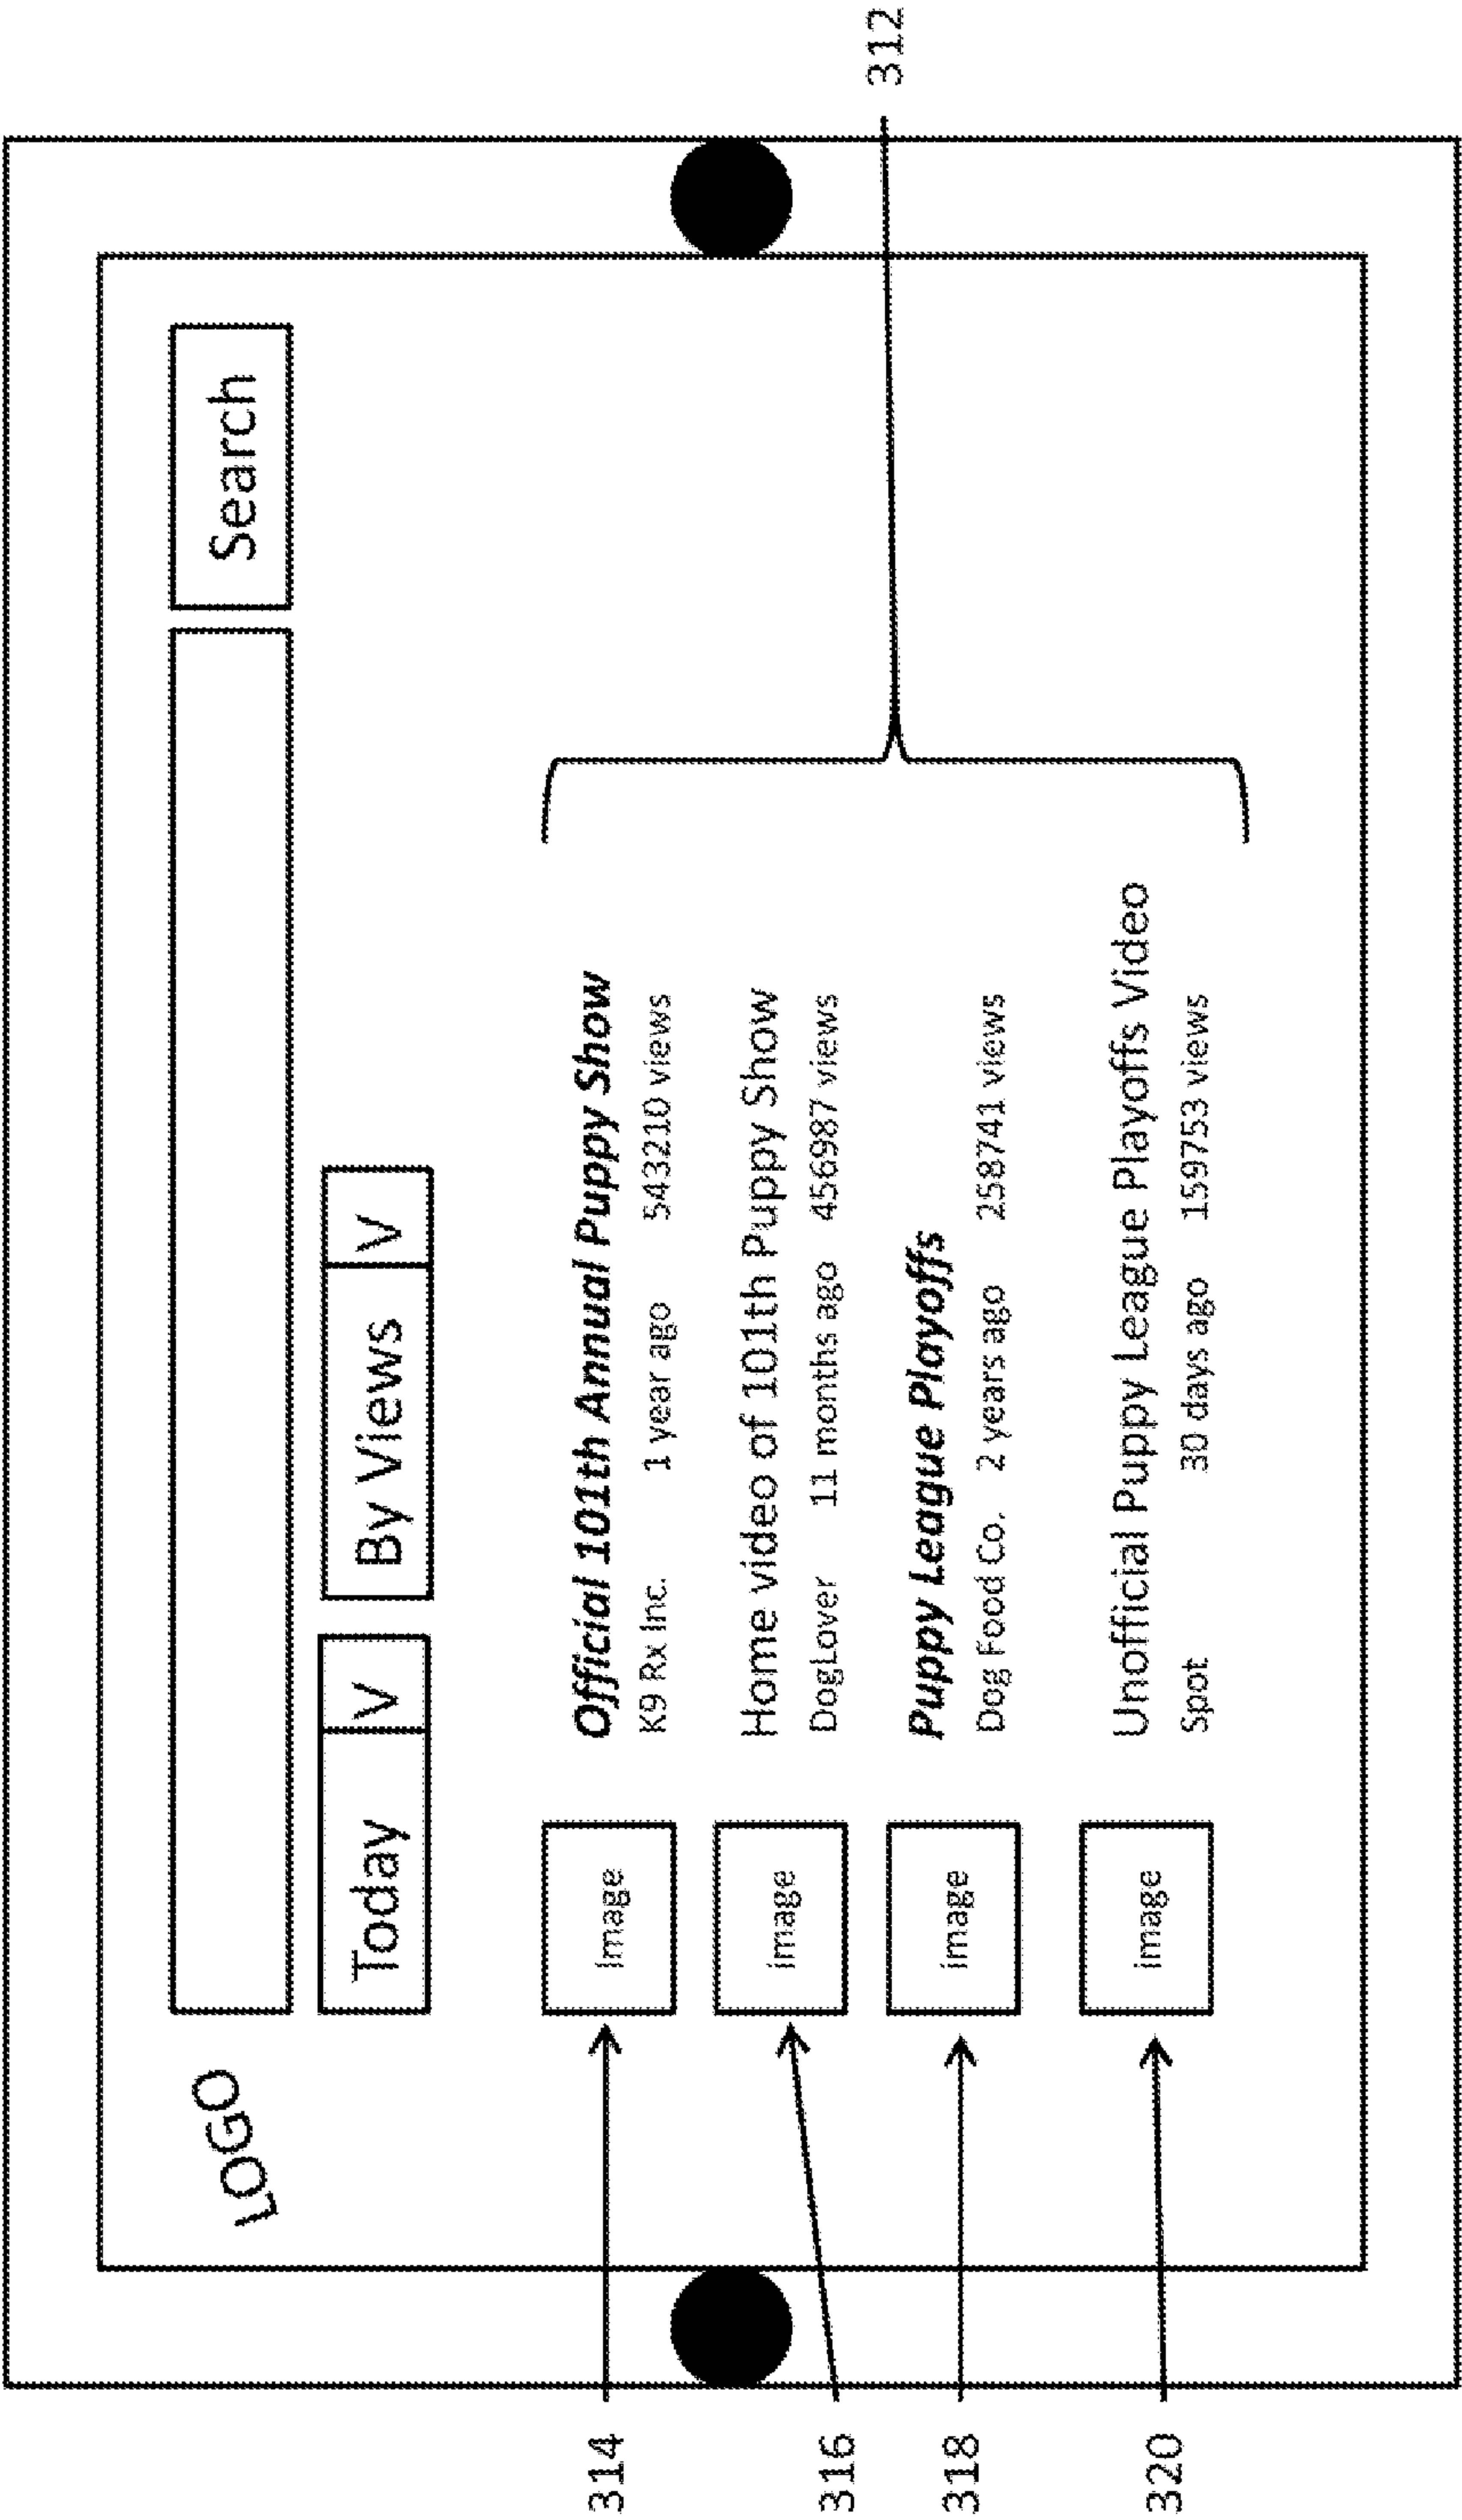 LOGO
Search
Today V By Views V
314 Image Official 101th Annual Puppy Show
K9 Rx Inc. 1 year ago 543210 views
316 image Home video of 101th Puppy Show
DogLover 11 months ago 456987 views
312
318 image Puppy League Playoffs
Dog Food Co. 2 years ago 258741 views
320 image Unofficial Puppy League Playoffs Video
Spot 30 days ago 159753 views